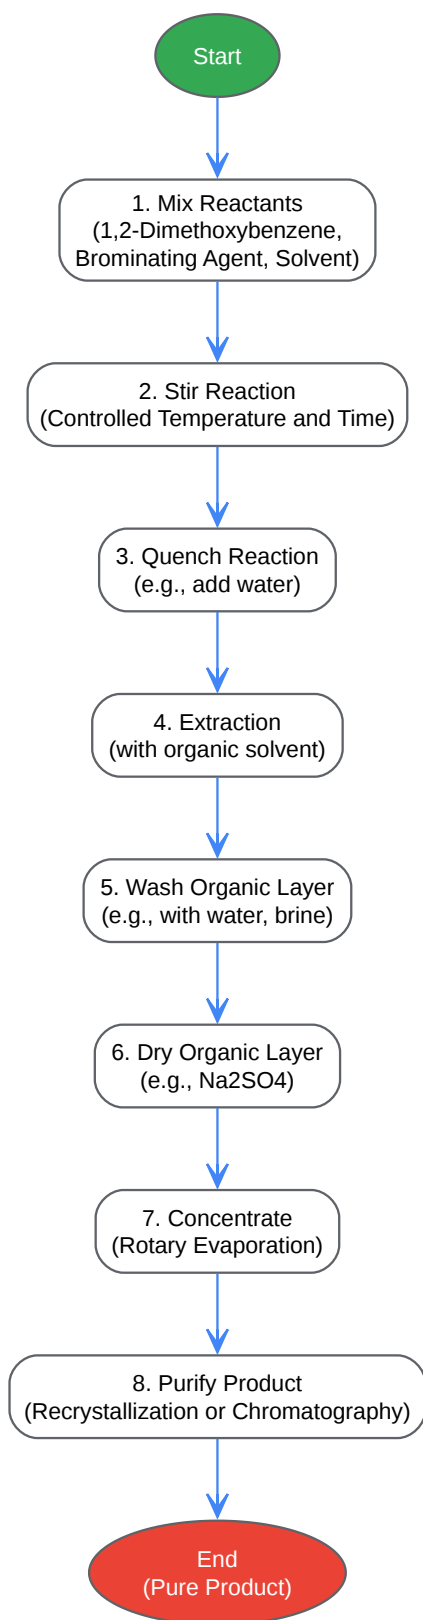 Start
1. Mix Reactants
(1,2-Dimethoxybenzene,
Brominating Agent, Solvent)
2. Stir Reaction
(Controlled Temperature and Time)
3. Quench Reaction
(e.g., add water)
4. Extraction
(with organic solvent)
5. Wash Organic Layer
(e.g., with water, brine)
6. Dry Organic Layer
(e.g., Na2SO4)
7. Concentrate
(Rotary Evaporation)
8. Purify Product
(Recrystallization or Chromatography)
End
(Pure Product)